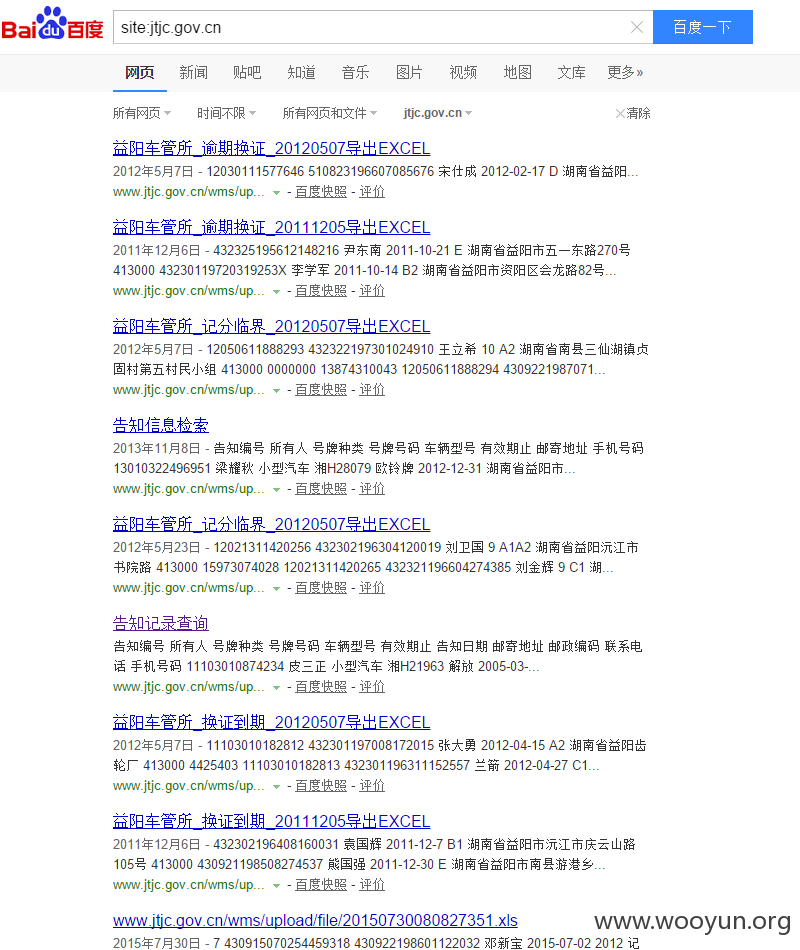 Bai du 百度
site:jtjc.gov.cn
百度一下
网页 新闻 贴吧 知道 音乐 图片 视频 地图 文库 更多»
所有网页 时间不限 所有网页和文件 jtjc.gov.cn 清除
益阳车管所_逾期换证_20120507导出EXCEL
2012年5月7日 - 12030111577646 510823196607085676 宋仕成 2012-02-17 D 湖南省益阳...
www.jtjc.gov.cn/wms/up... - 百度快照 - 评价
益阳车管所_逾期换证_20111205导出EXCEL
2011年12月6日 - 432325195612148216 尹东南 2011-10-21 E 湖南省益阳市五一东路270号
413000 43230119720319253X 李学军 2011-10-14 B2 湖南省益阳市资阳区会龙路82号...
www.jtjc.gov.cn/wms/up... - 百度快照 - 评价
益阳车管所_记分临界_20120507导出EXCEL
2012年5月7日 - 12050611888293 432322197301024910 王立希 10 A2 湖南省南县三仙湖镇贞
固村第五村民小组 413000 0000000 13874310043 12050611888294 4309221987071...
www.jtjc.gov.cn/wms/up... - 百度快照 - 评价
告知信息检索
2013年11月8日 - 告知编号 所有人 号牌种类 号牌号码 车辆型号 有效期止 邮寄地址 手机号码
13010322496951 梁耀秋 小型汽车 湘H28079 欧铃牌 2012-12-31 湖南省益阳市...
www.jtjc.gov.cn/wms/up... - 百度快照 - 评价
益阳车管所_记分临界_20120507导出EXCEL
2012年5月23日 - 12021311420256 432302196304120019 刘卫国 9 A1A2 湖南省益阳沅江市
书院路 413000 15973074028 12021311420265 432321196604274385 刘金辉 9 C1 湖...
www.jtjc.gov.cn/wms/up... - 百度快照 - 评价
告知记录查询
告知编号 所有人 号牌种类 号牌号码 车辆型号 有效期止 告知日期 邮寄地址 邮政编码 联系电
话 手机号码 11103010874234 皮三正 小型汽车 湘H21963 解放 2005-03-...
www.jtjc.gov.cn/wms/up... - 百度快照 - 评价
益阳车管所_换证到期_20120507导出EXCEL
2012年5月7日 - 11103010182812 432301197008172015 张大勇 2012-04-15 A2 湖南省益阳齿
轮厂 413000 4425403 11103010182813 432301196311152557 兰箭 2012-04-27 C1...
www.jtjc.gov.cn/wms/up... - 百度快照 - 评价
益阳车管所_换证到期_20111205导出EXCEL
2011年12月6日 - 432302196408160031 袁国辉 2011-12-7 B1 湖南省益阳市沅江市庆云山路
105号 413000 430921198508274537 熊国强 2011-12-30 E 湖南省益阳市南县游港乡...
www.jtjc.gov.cn/wms/up... - 百度快照 - 评价
www.jtjc.gov.cn/wms/upload/file/20150730080827351.xls
2015年7月30日 - 7 430915070254459318 430922198601122032 邓新宝 2015-07-02 2012 记
www.wooyun.org